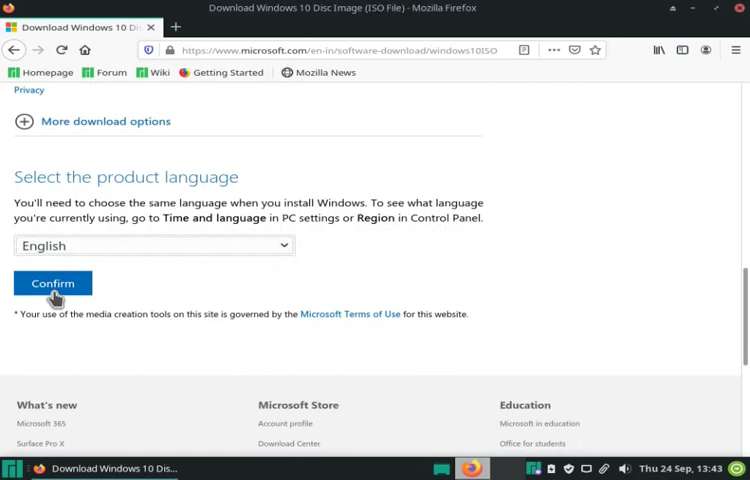 Download Windows 10 Disc Image (ISO File) - Mozilla Firefox
Download Windows 10 Dis
https://www.microsoft.com/en-in/software-download/windows10ISO
Homepage Forum Wiki Getting Started Mozilla News
Privacy
More download options
Select the product language
You'll need to choose the same language when you install Windows. To see what language
you're currently using, go to Time and language in PC settings or Region in Control Panel.
English
Confirm
* Your use of the media creation tools on this site is governed by the Microsoft Terms of Use for this website.
What's new Microsoft Store Education
Microsoft 365 Account profile Microsoft in education
Surface Pro X Download Center Office for students
Download Windows 10 Dis... Thu 24 Sep, 13:43